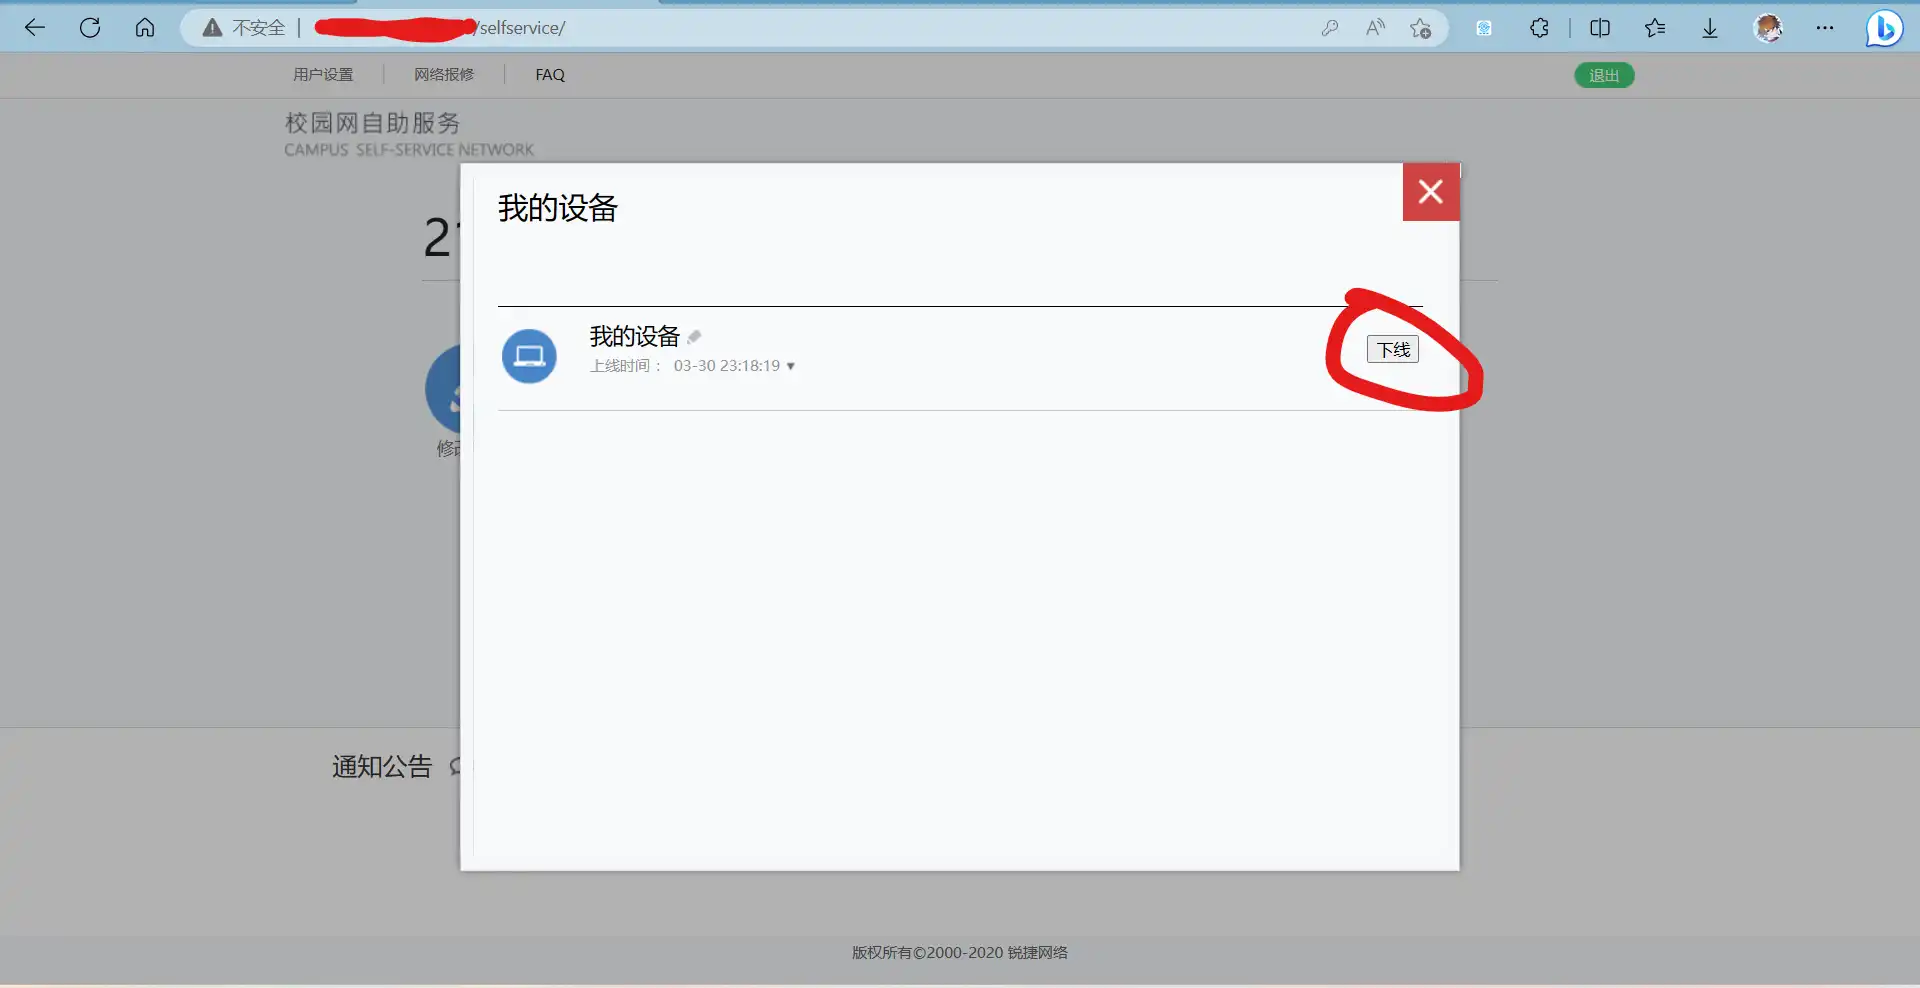 不安全 | /selfservice/
用户设置 网络报修 FAQ 退出
校园网自助服务
CAMPUS SELF-SERVICE NETWORK
我的设备
2
我的设备
上线时间： 03-30 23:18:19 ▼
下线
修
通知公告
版权所有©2000-2020 锐捷网络